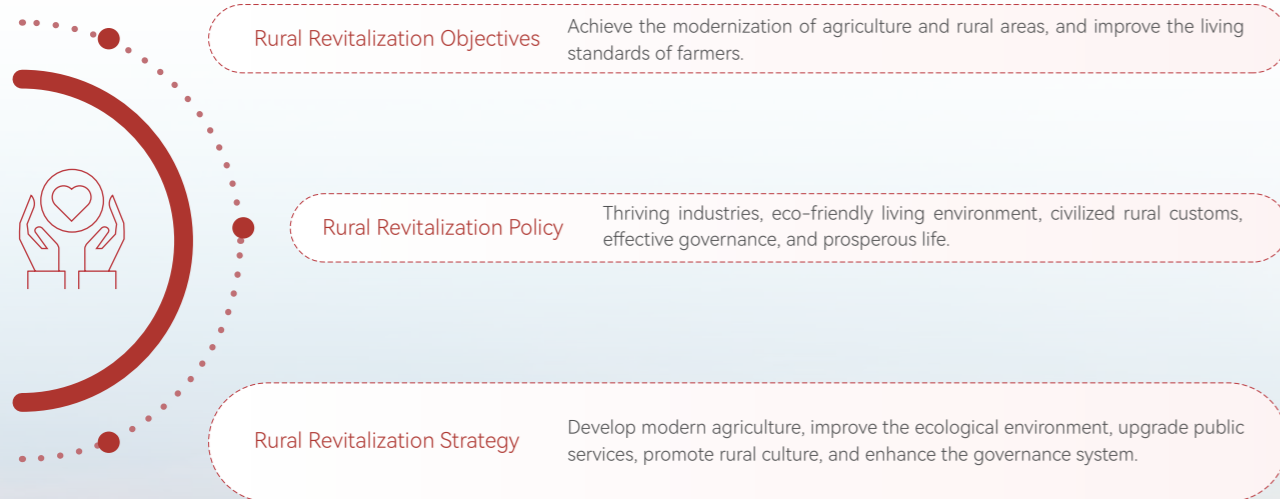 Rural Revitalization Objectives
Achieve the modernization of agriculture and rural areas, and improve the living
standards of farmers.
Rural Revitalization Policy
Thriving industries, eco-friendly living environment, civilized rural customs,
effective governance, and prosperous life.
Rural Revitalization Strategy
Develop modern agriculture, improve the ecological environment, upgrade public
services, promote rural culture, and enhance the governance system.